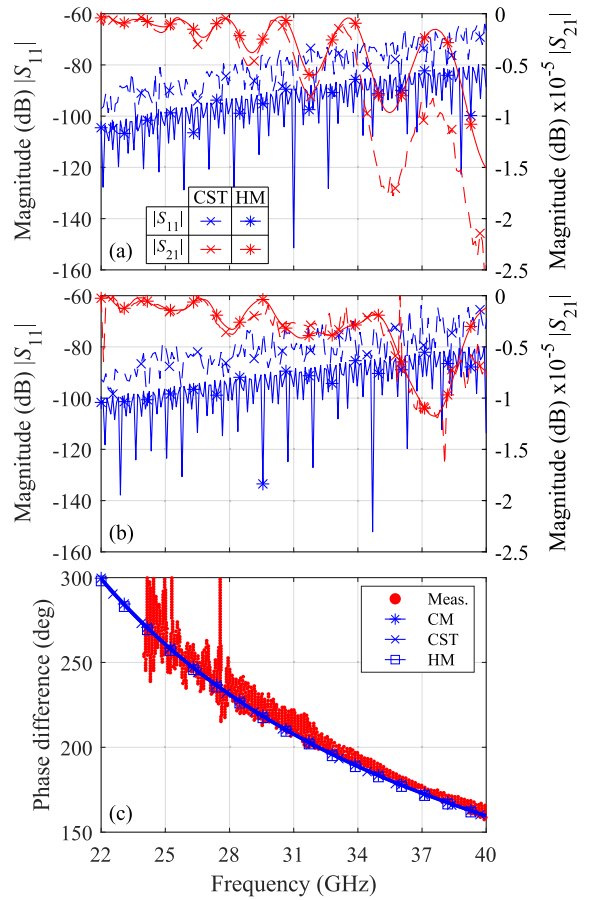 -60
-80
-100
-120
-140
-160
Magnitude (dB) |S11|
0
-0.5
-1
-1.5
-2
-2.5
Magnitude (dB) x10-5 |S21|
CST HM
|S11|
|S21|
(a)
-60
-80
-100
-120
-140
-160
Magnitude (dB) |S11|
0
-0.5
-1
-1.5
-2
-2.5
Magnitude (dB) x10-5 |S21|
(b)
300
250
200
150
Phase difference (deg)
Meas.
CM
CST
HM
(c)
22 25 28 31 34 37 40
Frequency (GHz)